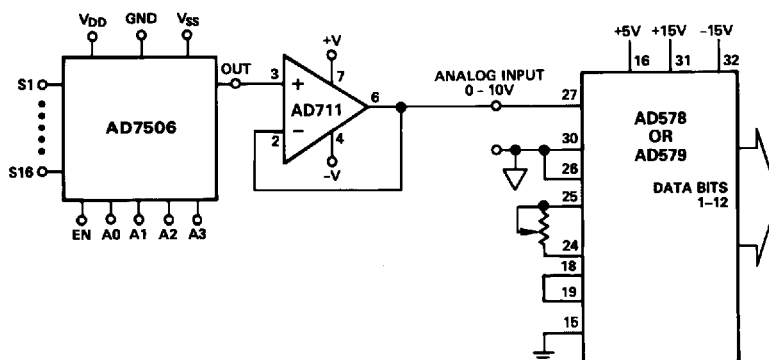 VDD GND VSS
+5V +15V –15V
16 31 32
S1
OUT
3
+
+V
7
AD7506
AD711
6
ANALOG INPUT
0 – 10V
27
AD578
OR
AD579
2
–
4
–V
30
26
S16
DATA BITS
1–12
25
24
EN A0 A1 A2 A3
18
19
15